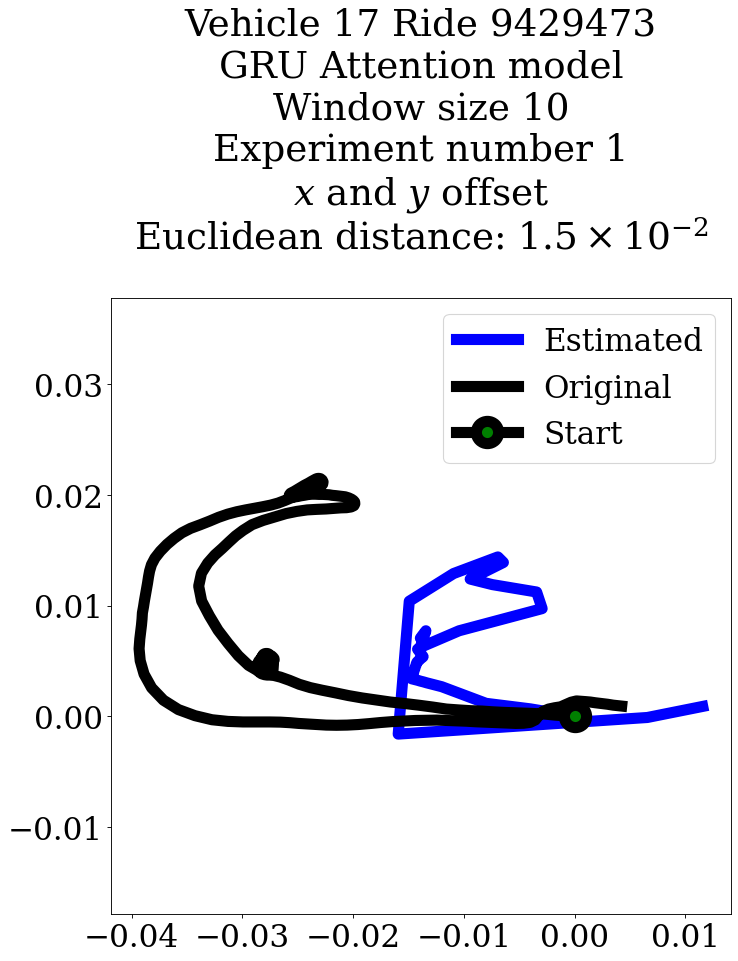 Vehicle 17 Ride 9429473
GRU Attention model
Window size 10
Experiment number 1
x and y offset
Euclidean distance: 1.5 × 10⁻²
Estimated
Original
Start
0.03
0.02
0.01
0.00
−0.01
−0.04 −0.03 −0.02 −0.01 0.00 0.01